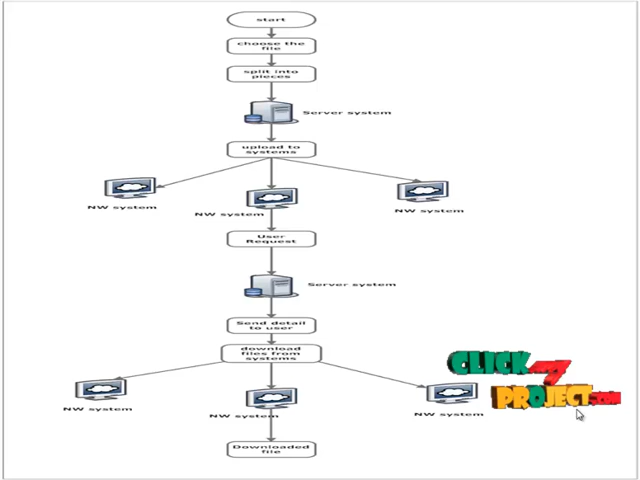 start
choose the
file
split into
pieces
Server system
upload to
systems
NW system
NW system
NW system
User
Request
Server system
Send detail
to user
download
files from
systems
NW system
NW system
NW system
CLICK my
PROJECT.com
Downloaded
file